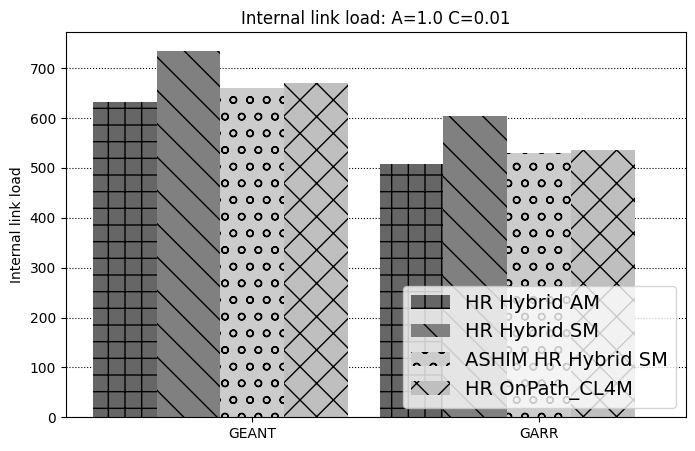 Internal link load: A=1.0 C=0.01
Internal link load
700
600
500
400
300
200
100
0
GEANT
GARR
HR Hybrid AM
HR Hybrid SM
ASHIM HR Hybrid SM
HR OnPath_CL4M